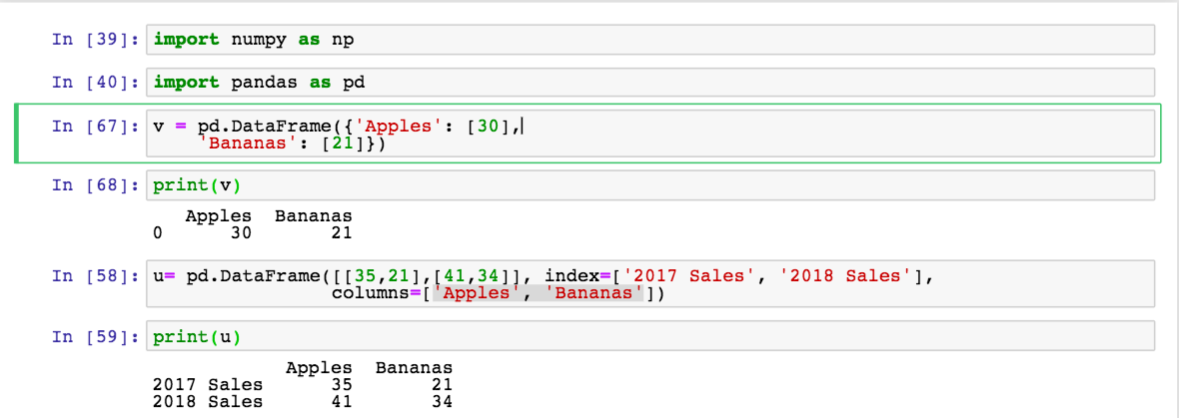 In [39]: import numpy as np
In [40]: import pandas as pd
In [67]: v = pd.DataFrame({'Apples': [30],
'Bananas': [21]})
In [68]: print(v)
Apples Bananas
0 30 21
In [58]: u= pd.DataFrame([[35,21],[41,34]], index=['2017 Sales', '2018 Sales'],
columns=['Apples', 'Bananas'])
In [59]: print(u)
Apples Bananas
2017 Sales 35 21
2018 Sales 41 34